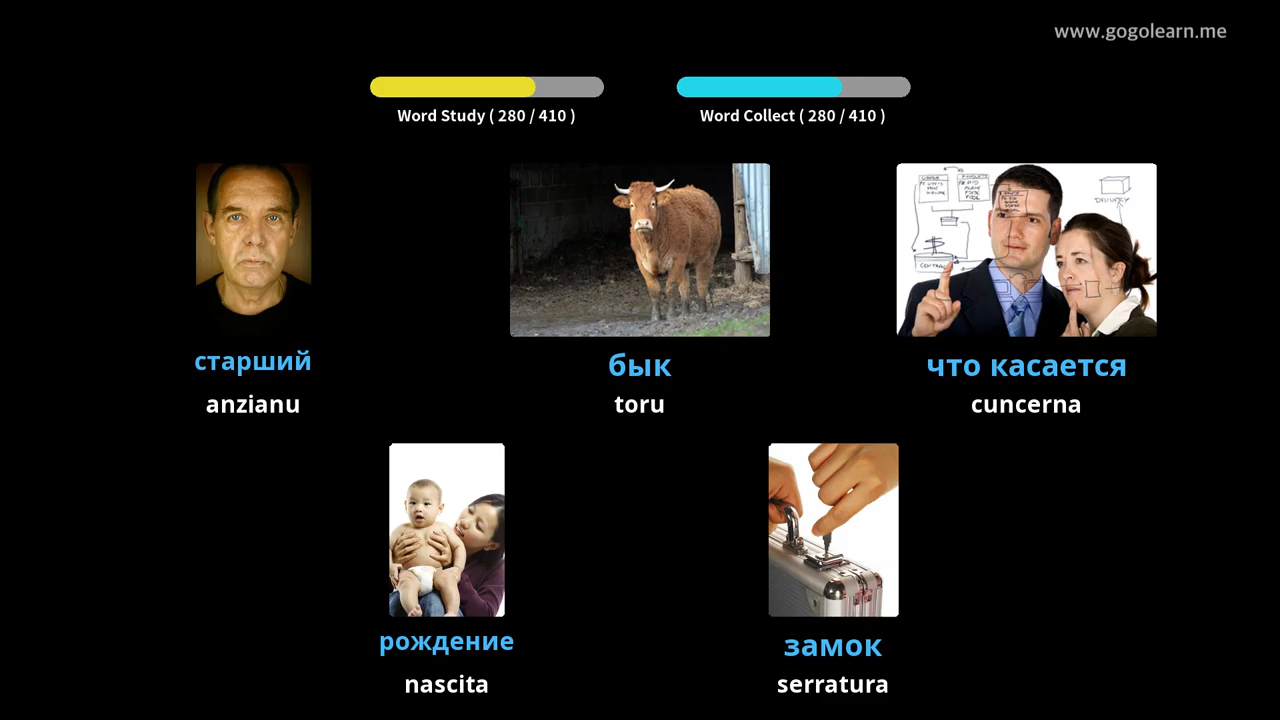 www.gogolearn.me
Word Study ( 280 / 410 )
Word Collect ( 280 / 410 )
старший
anzianu
бык
toru
что касается
cuncerna
рождение
nascita
замок
serratura